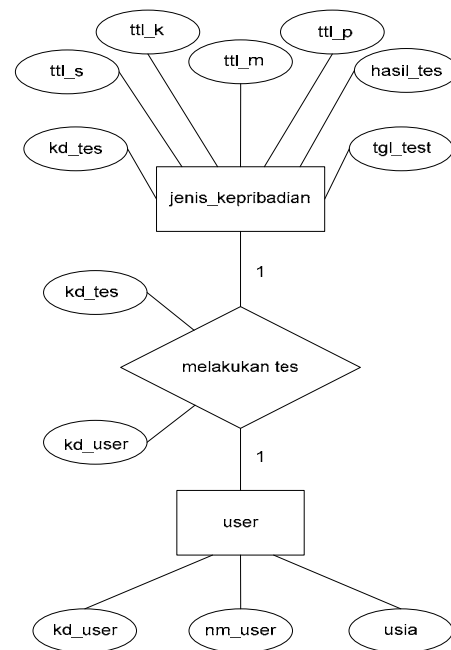 ttl_k
ttl_p
ttl_s
ttl_m
hasil_tes
kd_tes
tgl_test
jenis_kepribadian
1
kd_tes
melakukan tes
kd_user
1
user
kd_user
nm_user
usia